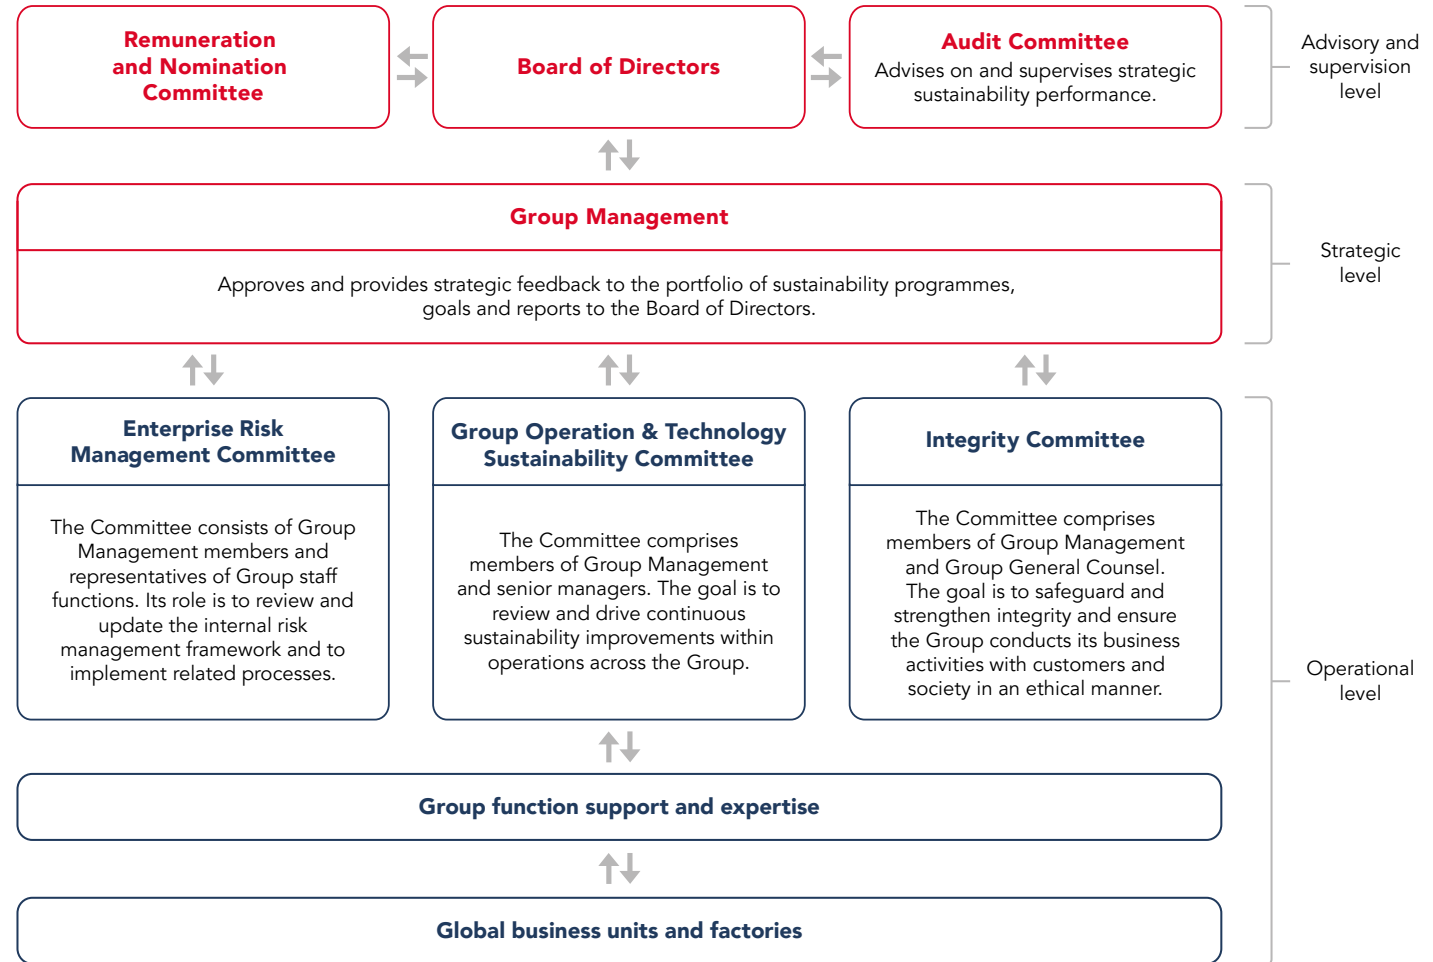 Remuneration
and Nomination
Committee
Board of Directors
Audit Committee
Advises on and supervises strategic
sustainability performance.
Advisory and
supervision
level
Group Management
Approves and provides strategic feedback to the portfolio of sustainability programmes,
goals and reports to the Board of Directors.
Strategic
level
Enterprise Risk
Management Committee
The Committee consists of Group
Management members and
representatives of Group staff
functions. Its role is to review and
update the internal risk
management framework and to
implement related processes.
Group Operation & Technology
Sustainability Committee
The Committee comprises
members of Group Management
and senior managers. The goal is to
review and drive continuous
sustainability improvements within
operations across the Group.
Integrity Committee
The Committee comprises
members of Group Management
and Group General Counsel.
The goal is to safeguard and
strengthen integrity and ensure
the Group conducts its business
activities with customers and
society in an ethical manner.
Operational
level
Group function support and expertise
Global business units and factories